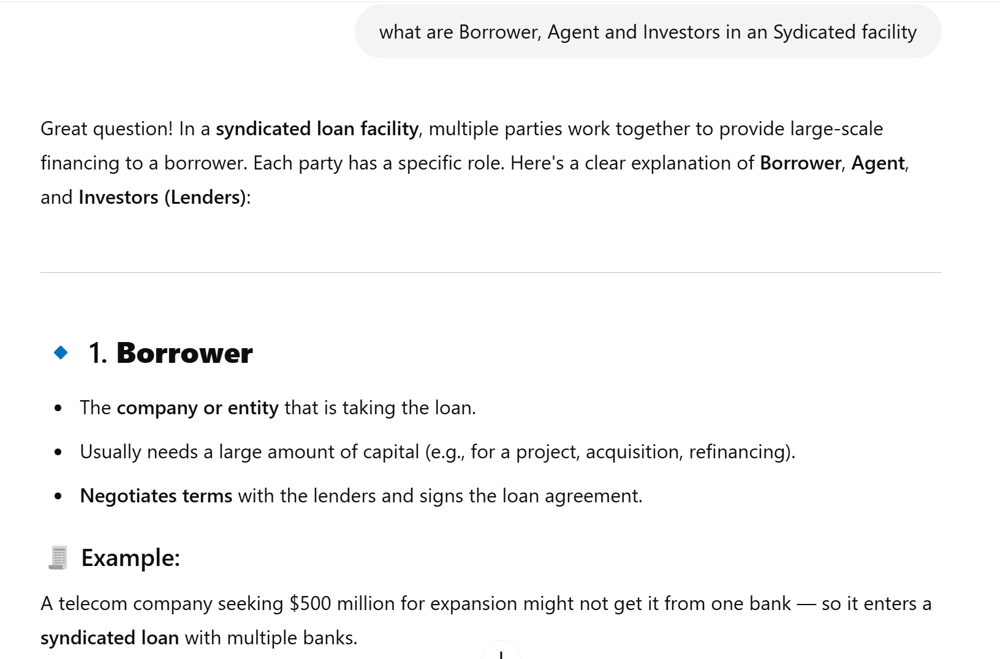 what are Borrower, Agent and Investors in an Sydicated facility
Great question! In a syndicated loan facility, multiple parties work together to provide large-scale
financing to a borrower. Each party has a specific role. Here's a clear explanation of Borrower, Agent,
and Investors (Lenders):
1. Borrower
• The company or entity that is taking the loan.
• Usually needs a large amount of capital (e.g., for a project, acquisition, refinancing).
• Negotiates terms with the lenders and signs the loan agreement.
Example:
A telecom company seeking $500 million for expansion might not get it from one bank — so it enters a
syndicated loan with multiple banks.